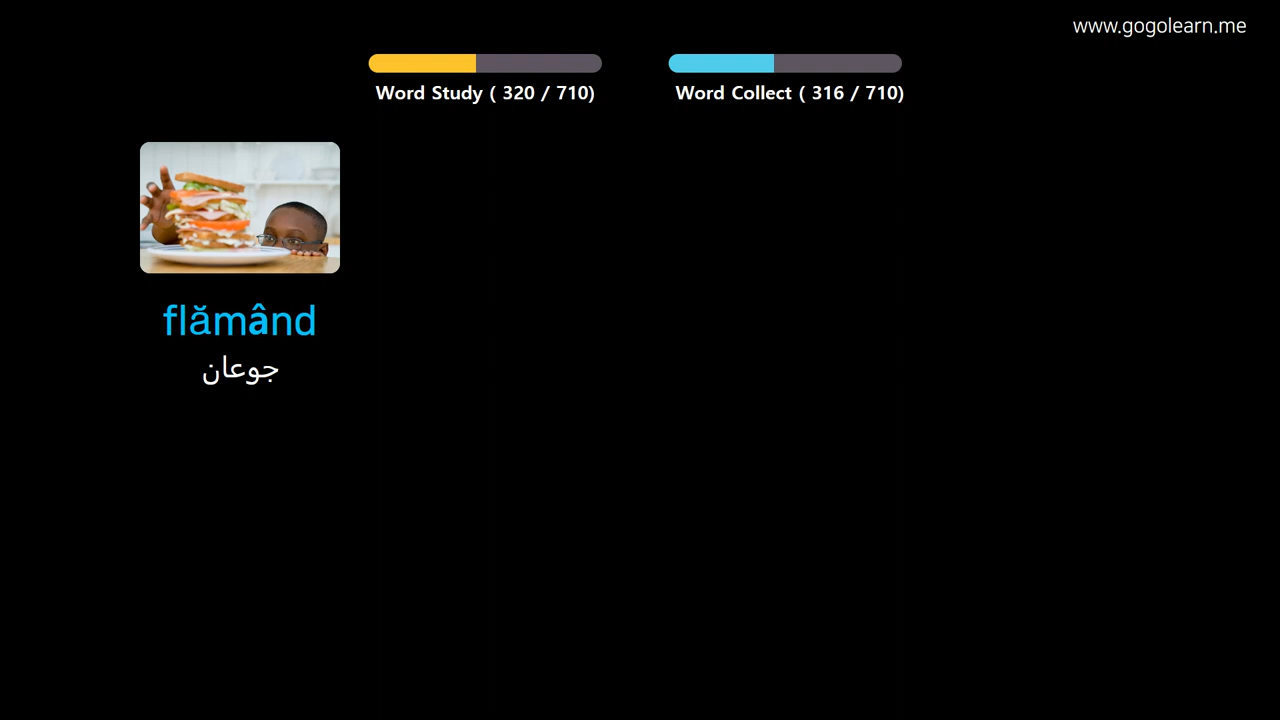 www.gogolearn.me
Word Study ( 320 / 710)
Word Collect ( 316 / 710)
flămând
جوعان